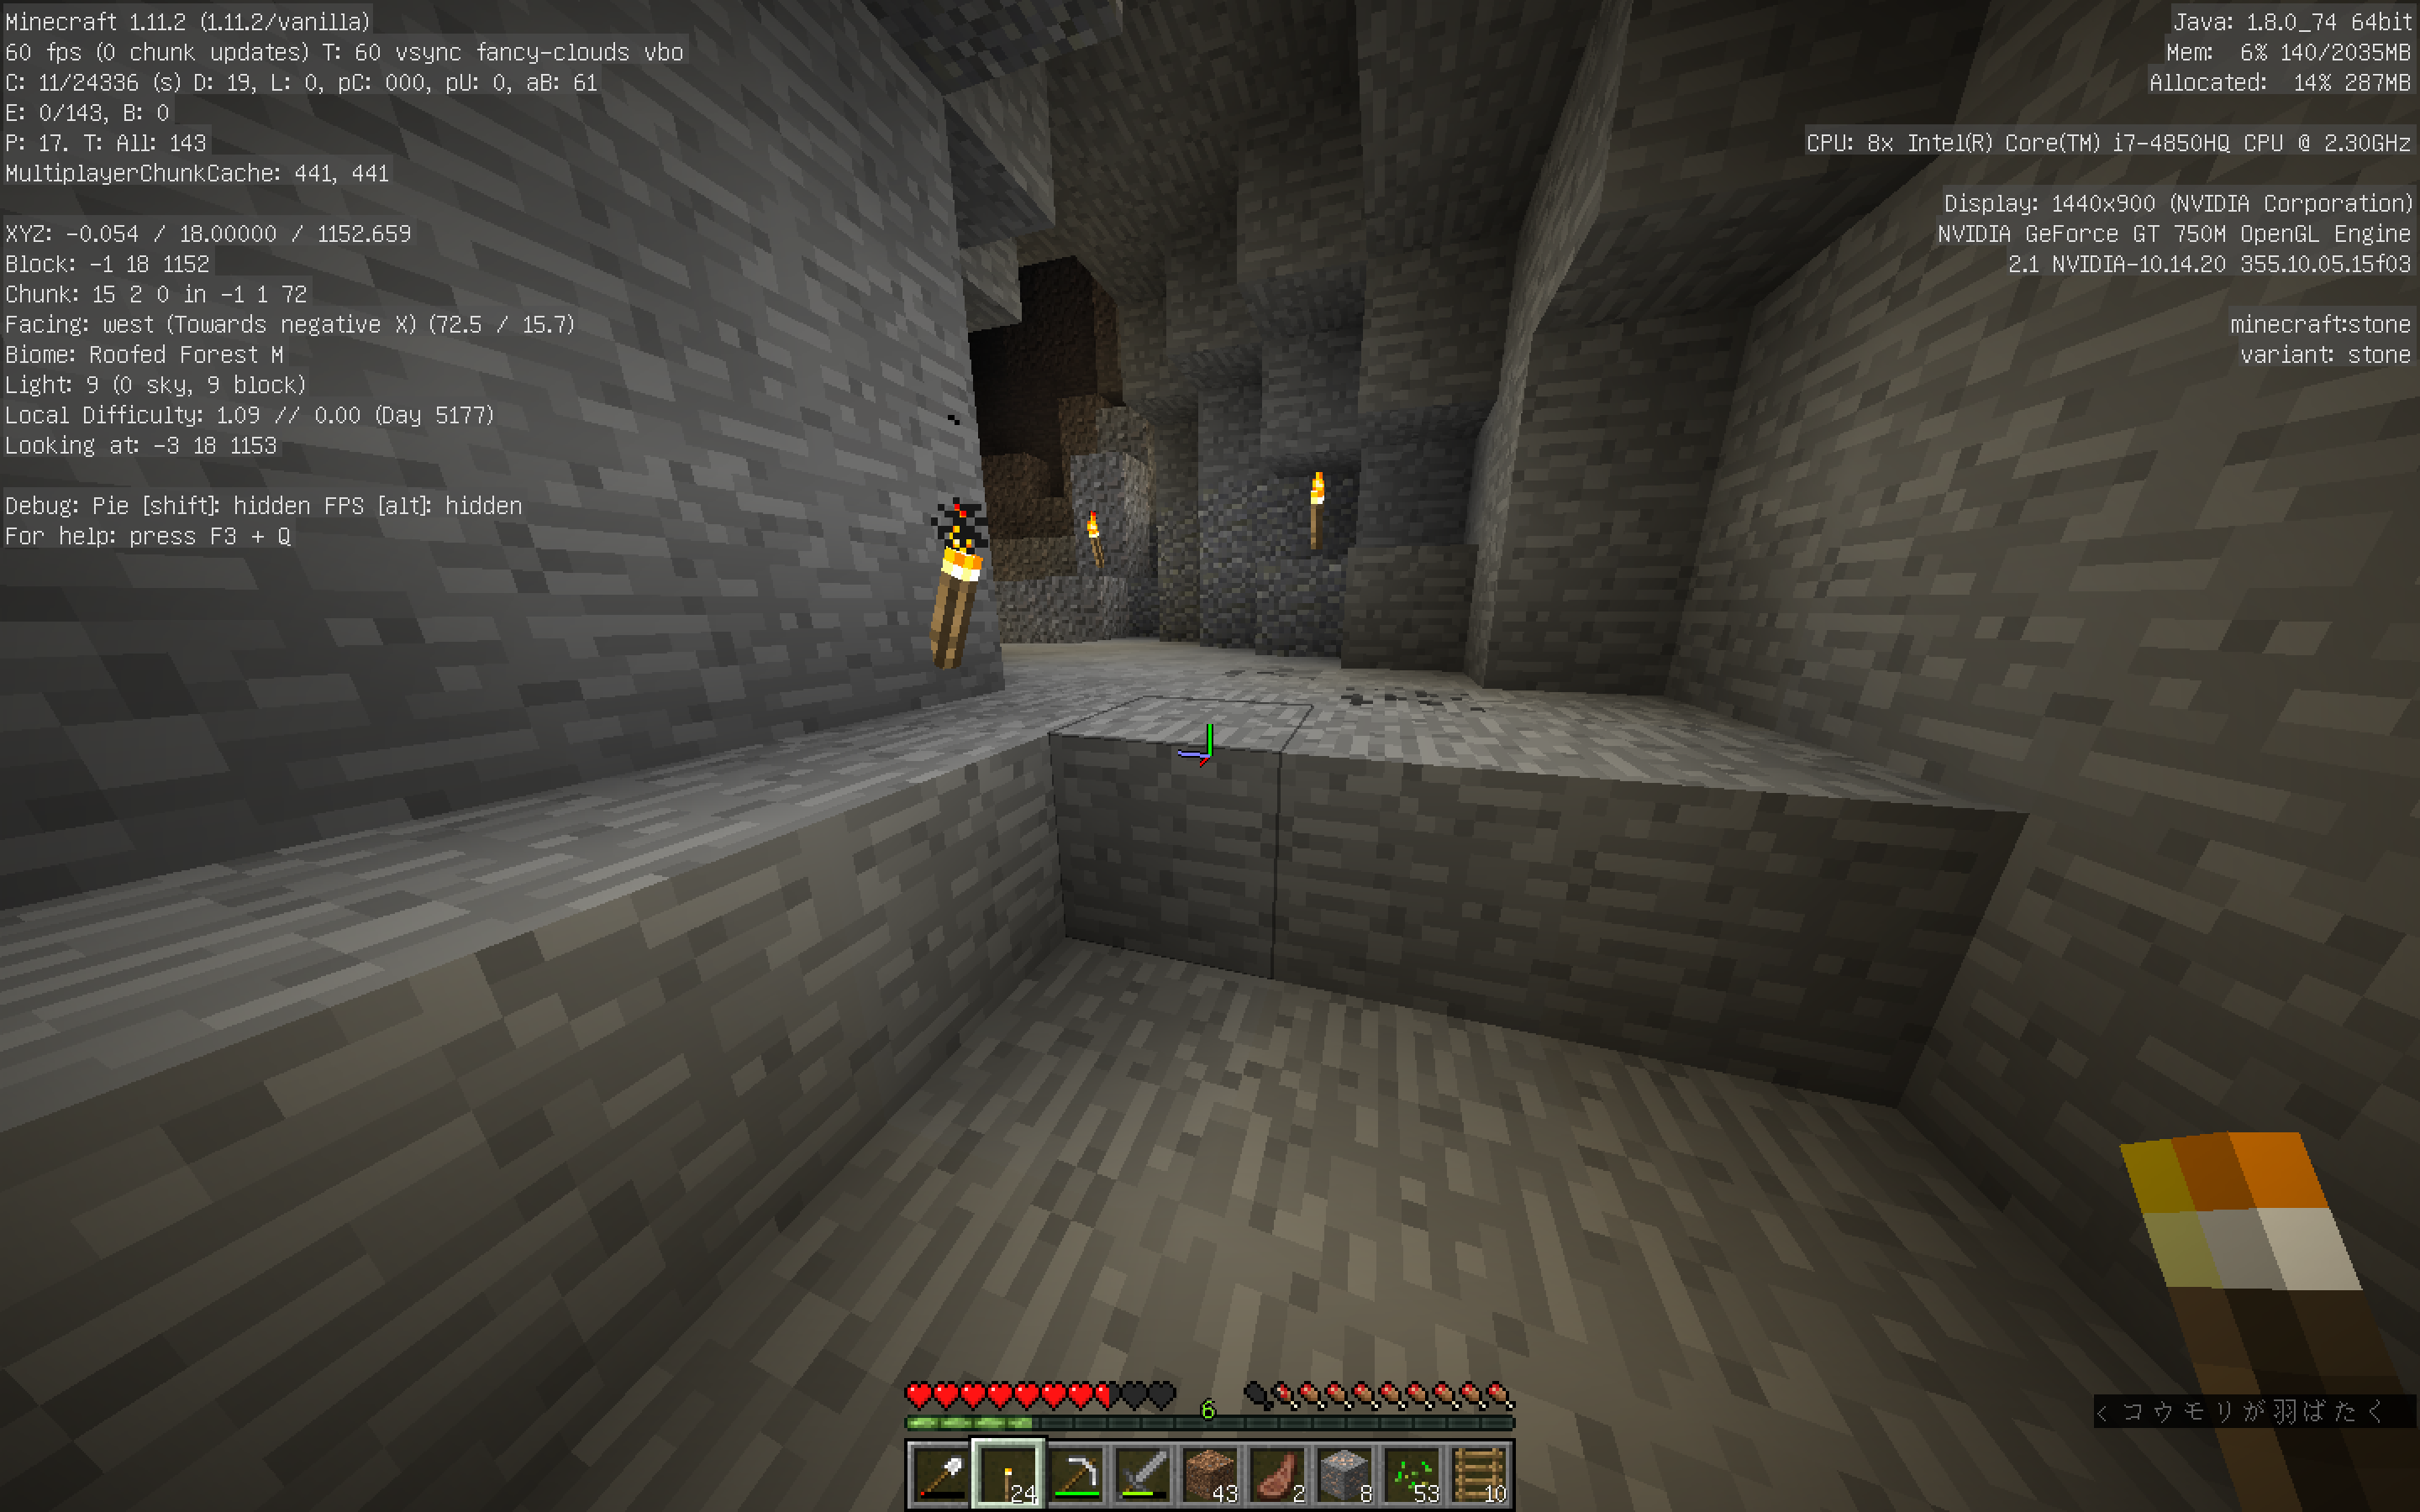 Minecraft 1.11.2 (1.11.2/vanilla)
60 fps (0 chunk updates) T: 60 vsync fancy-clouds vbo
C: 11/24336 (s) D: 19, L: 0, pC: 000, pU: 0, aB: 61
E: 0/143, B: 0
P: 17. T: All: 143
MultiplayerChunkCache: 441, 441
XYZ: -0.054 / 18.00000 / 1152.659
Block: -1 18 1152
Chunk: 15 2 0 in -1 1 72
Facing: west (Towards negative X) (72.5 / 15.7)
Biome: Roofed Forest M
Light: 9 (0 sky, 9 block)
Local Difficulty: 1.09 // 0.00 (Day 5177)
Looking at: -3 18 1153
Debug: Pie [shift]: hidden FPS [alt]: hidden
For help: press F3 + Q
Java: 1.8.0_74 64bit
Mem: 6% 140/2035MB
Allocated: 14% 287MB
CPU: 8x Intel(R) Core(TM) i7-4850HQ CPU @ 2.30GHz
Display: 1440x900 (NVIDIA Corporation)
NVIDIA GeForce GT 750M OpenGL Engine
2.1 NVIDIA-10.14.20 355.10.05.15f03
minecraft:stone
variant: stone
< コウモリが羽ばたく
6
24 43 2 8 53 10